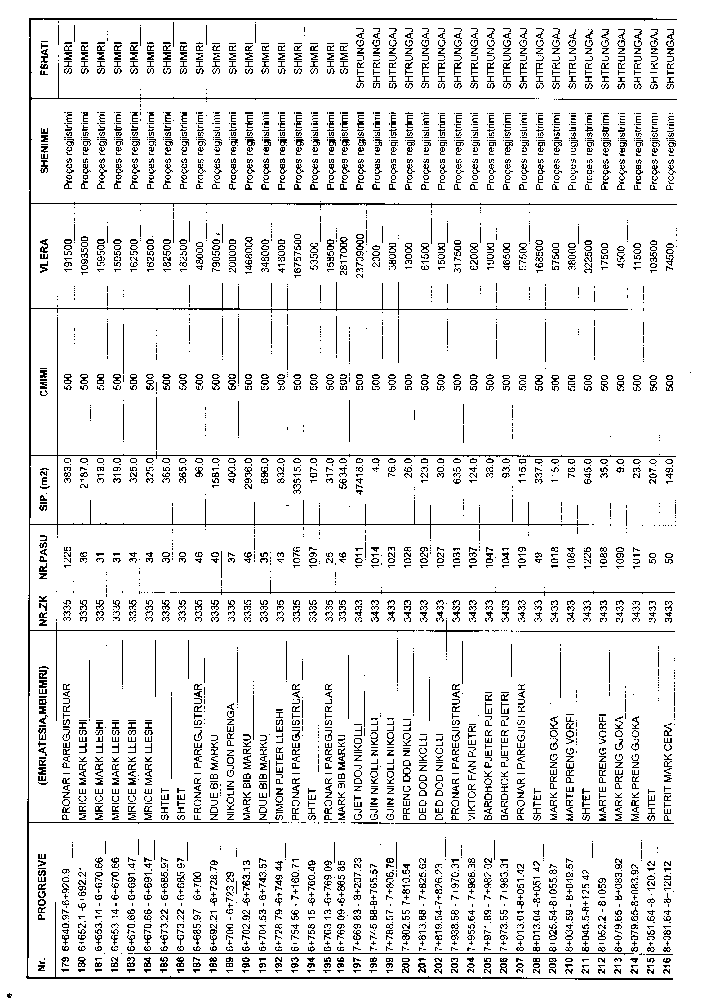 Nr. PROGRESIVE (EMRI,ATESIA,MBIEMRI) NR.ZK NR.PASU SIP. (m2) CMIMI VLERA SHENIME FSHATI
179 6+640.97-6+920.9 PRONAR I PAREGJISTRUAR 3335 1225 383.0 500 191500 Proçes regjistrimi SHMRI
180 6+652.1 -6+692.21 MRICE MARK LLESHI 3335 36 2187.0 500 1093500 Proçes regjistrimi SHMRI
181 6+653.14 - 6+670.66 MRICE MARK LLESHI 3335 31 319.0 500 159500 Proçes regjistrimi SHMRI
182 6+653.14 - 6+670.66 MRICE MARK LLESHI 3335 31 319.0 500 159500 Proçes regjistrimi SHMRI
183 6+670.66 - 6+691.47 MRICE MARK LLESHI 3335 34 325.0 500 162500 Proçes regjistrimi SHMRI
184 6+670.66 - 6+691.47 MRICE MARK LLESHI 3335 34 325.0 500 162500 Proçes regjistrimi SHMRI
185 6+673.22 - 6+685.97 SHTET 3335 30 365.0 500 182500 Proçes regjistrimi SHMRI
186 6+673.22 - 6+685.97 SHTET 3335 30 365.0 500 182500 Proçes regjistrimi SHMRI
187 6+685.97 - 6+700 PRONAR I PAREGJISTRUAR 3335 46 96.0 500 48000 Proçes regjistrimi SHMRI
188 6+692.21 -6+728.79 NDUE BIB MARKU 3335 40 1581.0 500 790500 Proçes regjistrimi SHMRI
189 6+700 - 6+723.29 NIKOLIN GJON PRENGA 3335 37 400.0 500 200000 Proçes regjistrimi SHMRI
190 6+702.92 -6+763.13 MARK BIB MARKU 3335 46 2936.0 500 1468000 Proçes regjistrimi SHMRI
191 6+704.53 - 6+743.57 NDUE BIB MARKU 3335 35 696.0 500 348000 Proçes regjistrimi SHMRI
192 6+728.79 -6+749.44 SIMON PJETER LLESHI 3335 43 832.0 500 416000 Proçes regjistrimi SHMRI
193 6+754.56 - 7+160.71 PRONAR I PAREGJISTRUAR 3335 1076 33515.0 500 16757500 Proçes regjistrimi SHMRI
194 6+758.15 -6+760.49 SHTET 3335 1097 107.0 500 53500 Proçes regjistrimi SHMRI
195 6+763.13 -6+769.09 PRONAR I PAREGJISTRUAR 3335 25 317.0 500 158500 Proçes regjistrimi SHMRI
196 6+769.09 -6+865.85 MARK BIB MARKU 3335 46 5634.0 500 2817000 Proçes regjistrimi SHMRI
197 7+669.83 - 8+207.23 GJET NDOJ NIKOLLI 3433 1011 47418.0 500 23709000 Proçes regjistrimi SHTRUNGAJ
198 7+745.88-8+765.57 GJIN NIKOLL NIKOLLI 3433 1014 4.0 500 2000 Proçes regjistrimi SHTRUNGAJ
199 7+788.57 - 7+806.76 GJIN NIKOLL NIKOLLI 3433 1023 76.0 500 38000 Proçes regjistrimi SHTRUNGAJ
200 7+802.55-7+810.54 PRENG DOD NIKOLLI 3433 1028 26.0 500 13000 Proçes regjistrimi SHTRUNGAJ
201 7+813.88 - 7+825.62 DED DOD NIKOLLI 3433 1029 123.0 500 61500 Proçes regjistrimi SHTRUNGAJ
202 7+819.54-7+826.23 DED DOD NIKOLLI 3433 1027 30.0 500 15000 Proçes regjistrimi SHTRUNGAJ
203 7+938.58 - 7+970.31 PRONAR I PAREGJISTRUAR 3433 1031 635.0 500 317500 Proçes regjistrimi SHTRUNGAJ
204 7+955.64 - 7+968.38 VIKTOR FAN PJETRI 3433 1037 124.0 500 62000 Proçes regjistrimi SHTRUNGAJ
205 7+971.89 - 7+982.02 BARDHOK PJETER PJETRI 3433 1047 38.0 500 19000 Proçes regjistrimi SHTRUNGAJ
206 7+973.55 - 7+983.31 BARDHOK PJETER PJETRI 3433 1041 93.0 500 46500 Proçes regjistrimi SHTRUNGAJ
207 8+013.01-8+051.42 PRONAR I PAREGJISTRUAR 3433 1019 115.0 500 57500 Proçes regjistrimi SHTRUNGAJ
208 8+013.04 -8+051.42 SHTET 3433 49 337.0 500 168500 Proçes regjistrimi SHTRUNGAJ
209 8+025.54-8+055.87 MARK PRENG GJOKA 3433 1018 115.0 500 57500 Proçes regjistrimi SHTRUNGAJ
210 8+034.59 - 8+049.57 MARTE PRENG VORFI 3433 1084 76.0 500 38000 Proçes regjistrimi SHTRUNGAJ
211 8+045.5-8+125.42 SHTET 3433 1226 645.0 500 322500 Proçes regjistrimi SHTRUNGAJ
212 8+052.2 - 8+059 MARTE PRENG VORFI 3433 1088 35.0 500 17500 Proçes regjistrimi SHTRUNGAJ
213 8+079.65 - 8+083.92 MARK PRENG GJOKA 3433 1090 9.0 500 4500 Proçes regjistrimi SHTRUNGAJ
214 8+079.65-8+083.92 MARK PRENG GJOKA 3433 1017 23.0 500 11500 Proçes regjistrimi SHTRUNGAJ
215 8+081.64 -8+120.12 SHTET 3433 50 207.0 500 103500 Proçes regjistrimi SHTRUNGAJ
216 8+081.64 -8+120.12 PETRIT MARK CERA 3433 50 149.0 500 74500 Proçes regjistrimi SHTRUNGAJ